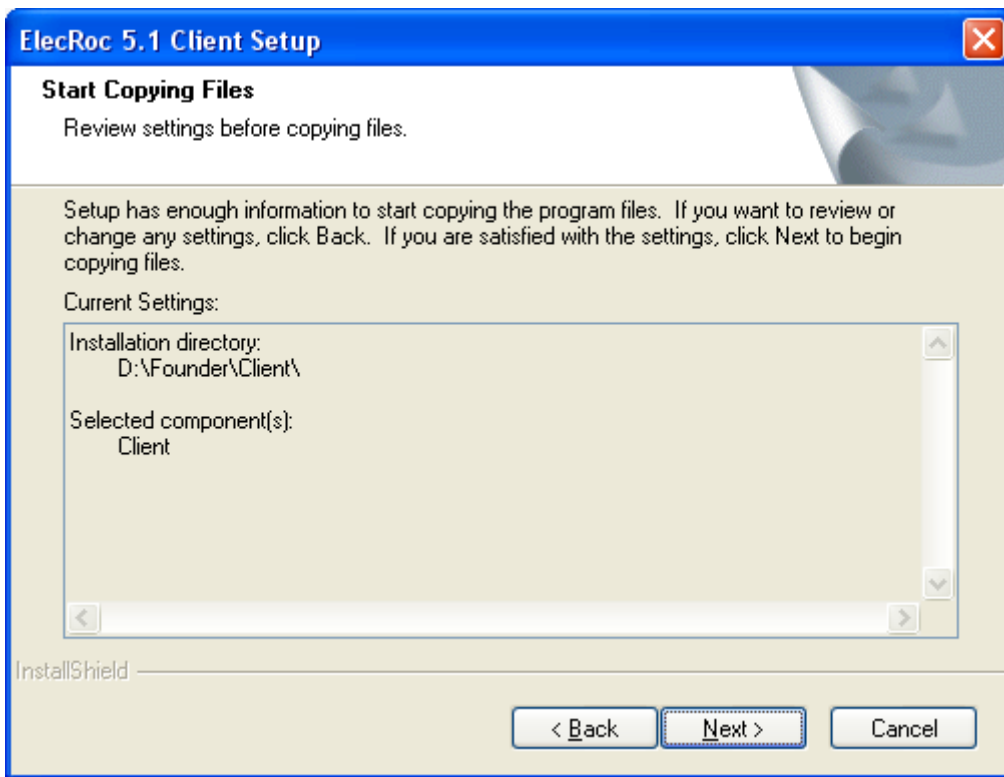 ElecRoc 5.1 Client Setup
Start Copying Files
Review settings before copying files.
Setup has enough information to start copying the program files.  If you want to review or
change any settings, click Back.  If you are satisfied with the settings, click Next to begin
copying files.
Current Settings:
Installation directory:
D:\Founder\Client\
Selected component(s):
Client
InstallShield
< Back
Next >
Cancel